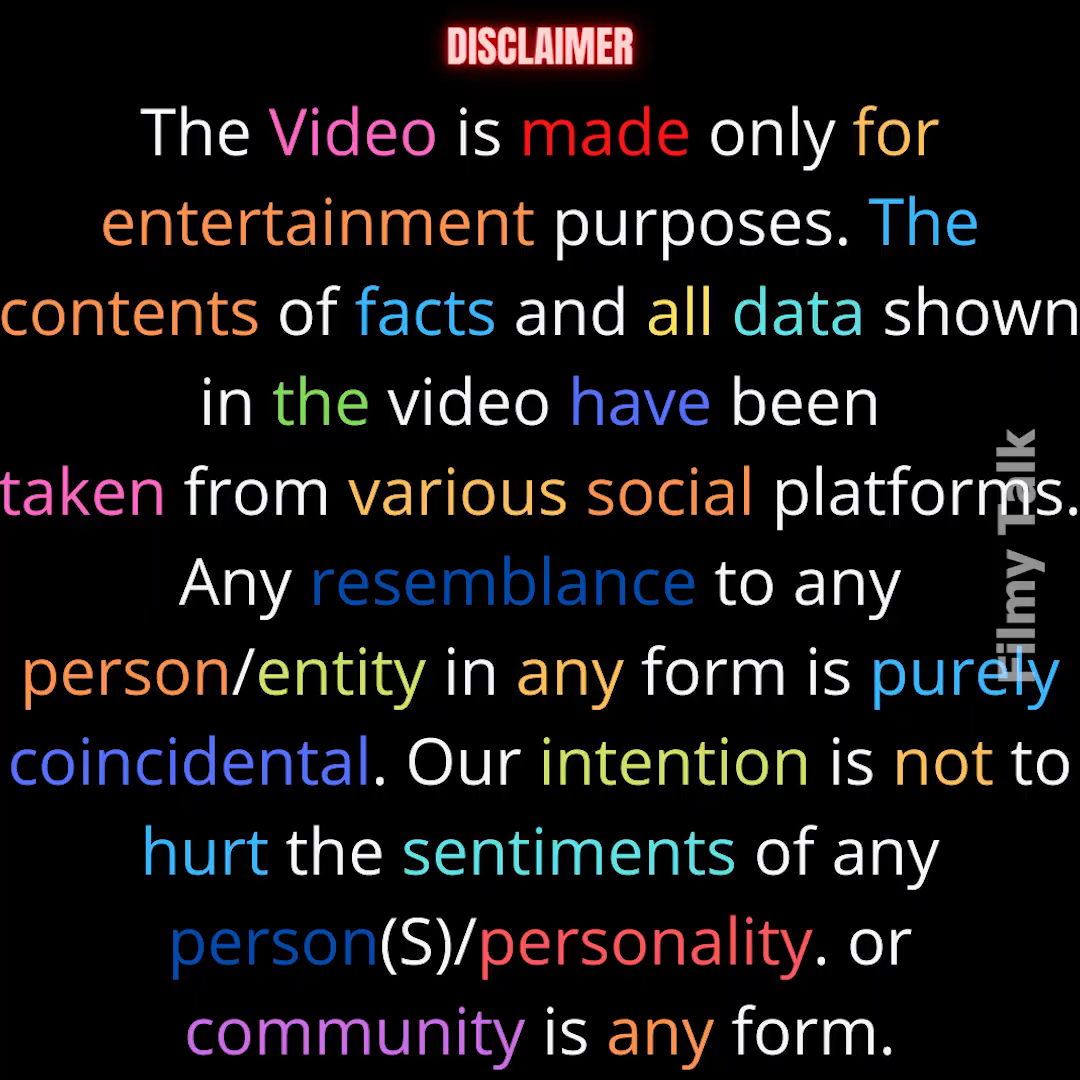 DISCLAIMER
The Video is made only for
entertainment purposes. The
contents of facts and all data shown
in the video have been
taken from various social platforms.
Any resemblance to any
person/entity in any form is purely
coincidental. Our intention is not to
hurt the sentiments of any
person(S)/personality. or
community is any form.
Filmy Talk